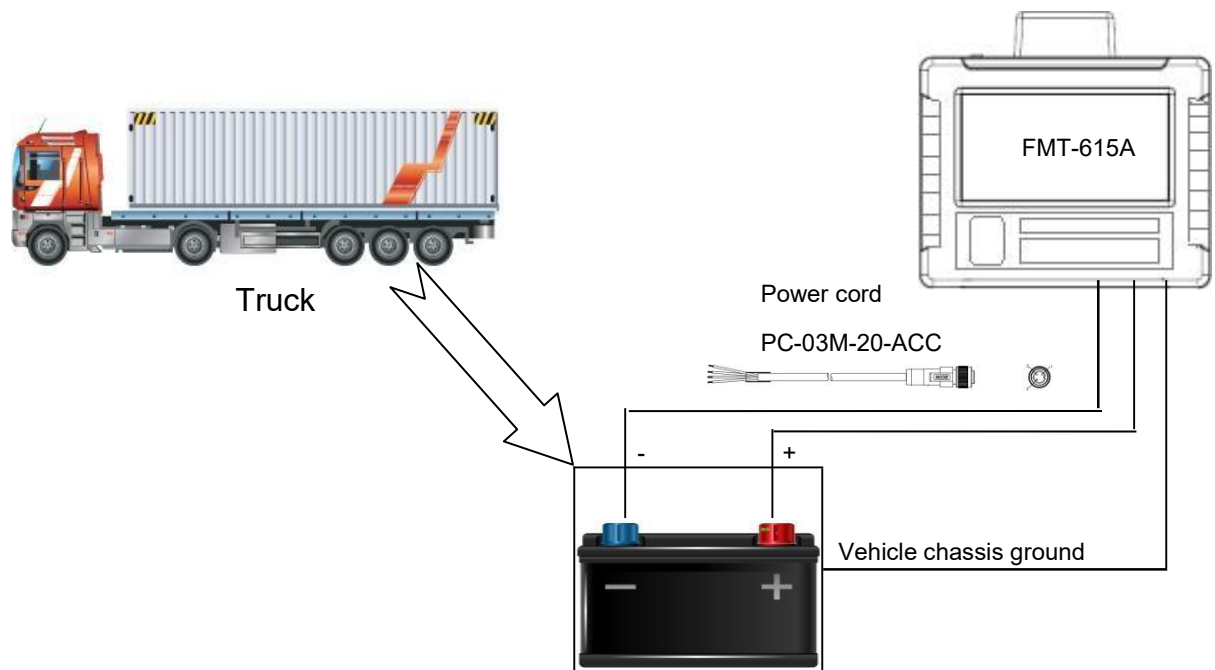 FMT-615A
Truck
Power cord
PC-03M-20-ACC
- +
Vehicle chassis ground
− +